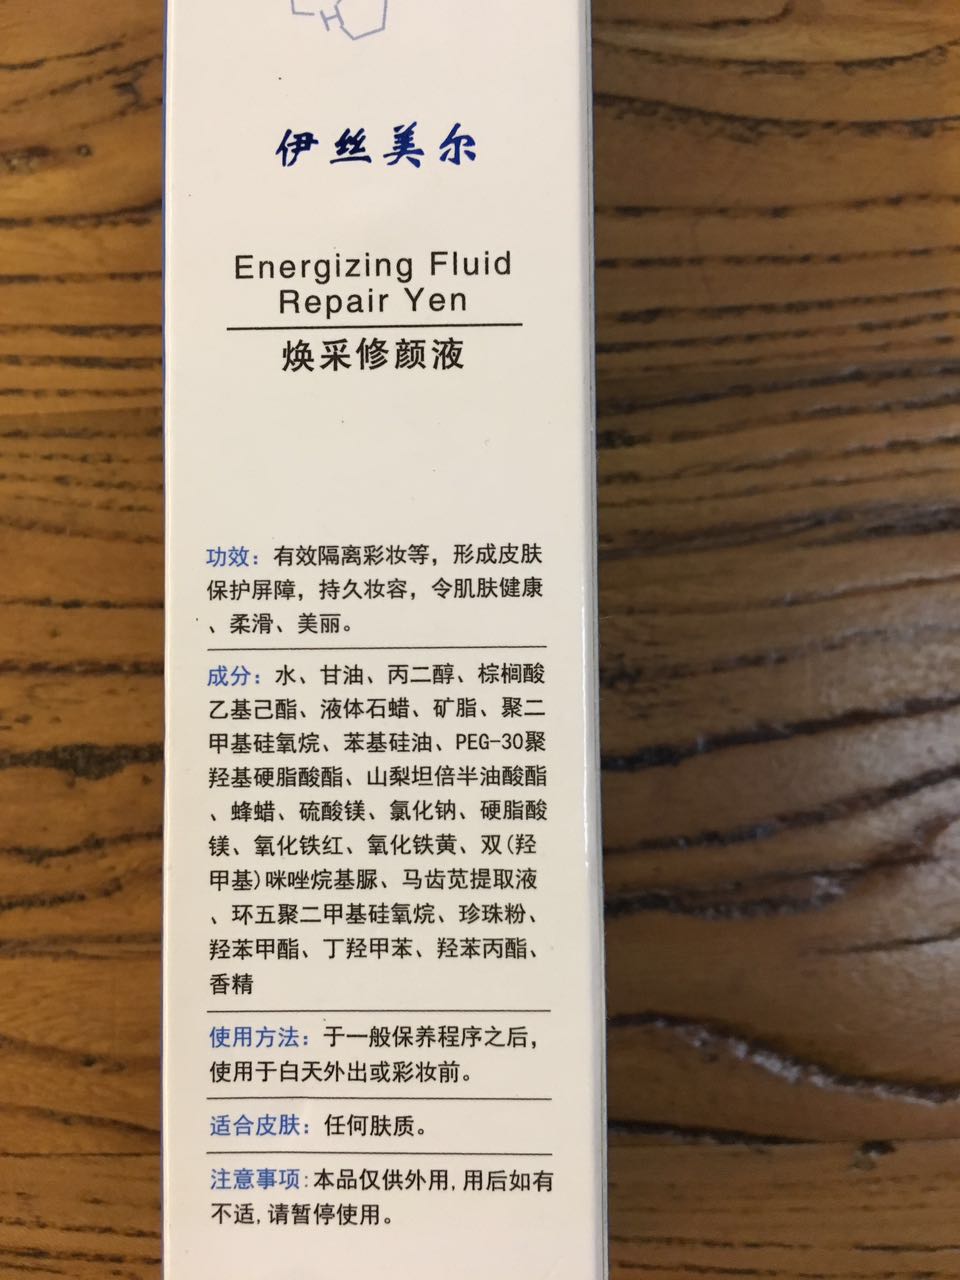 H
伊丝美尔
Energizing Fluid
Repair Yen
焕采修颜液
功效：有效隔离彩妆等，形成皮肤
保护屏障，持久妆容，令肌肤健康
、柔滑、美丽。
成分：水、甘油、丙二醇、棕榈酸
乙基己酯、液体石蜡、矿脂、聚二
甲基硅氧烷、苯基硅油、PEG-30聚
羟基硬脂酸酯、山梨坦倍半油酸酯
、蜂蜡、硫酸镁、氯化钠、硬脂酸
镁、氧化铁红、氧化铁黄、双(羟
甲基)咪唑烷基脲、马齿苋提取液
、环五聚二甲基硅氧烷、珍珠粉、
羟苯甲酯、丁羟甲苯、羟苯丙酯、
香精
使用方法：于一般保养程序之后，
使用于白天外出或彩妆前。
适合皮肤：任何肤质。
注意事项:本品仅供外用,用后如有
不适,请暂停使用。